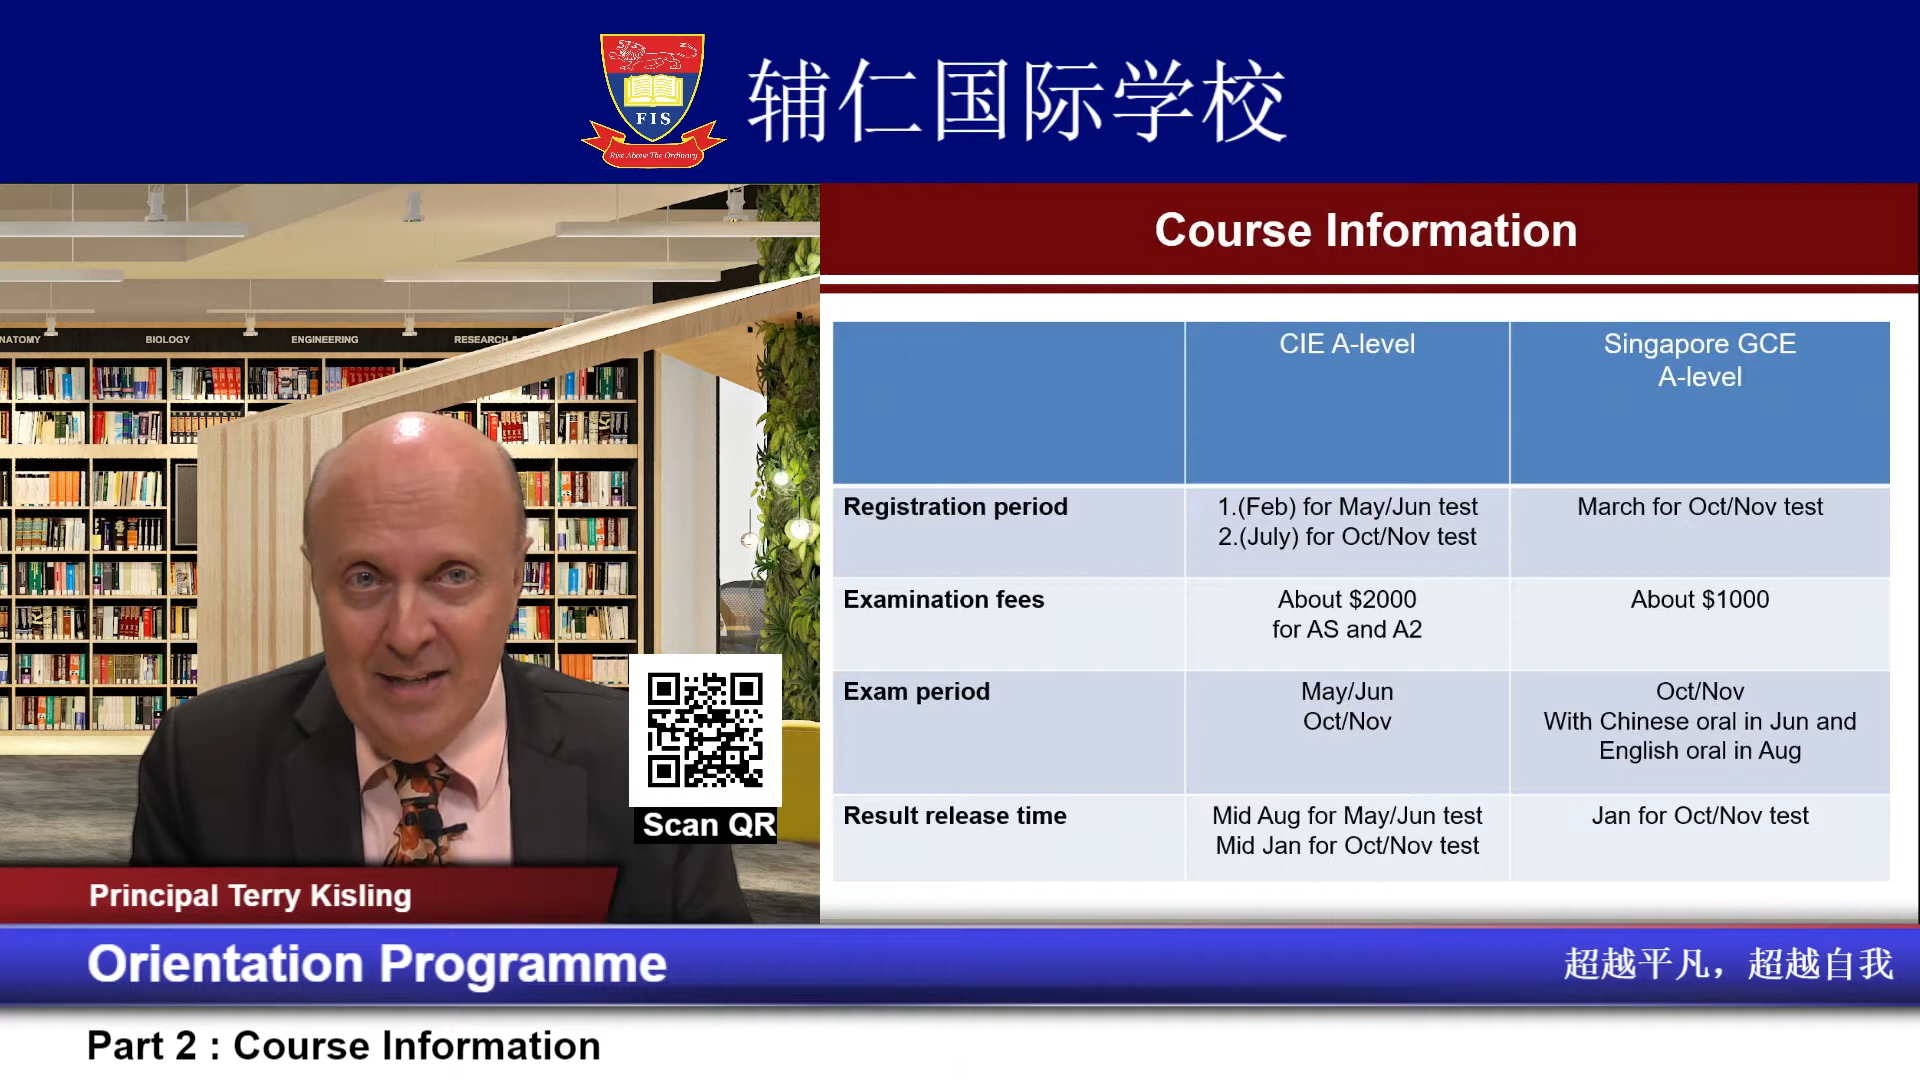 FIS
Rise Above The Ordinary
辅仁国际学校
Course Information
NATOMY
BIOLOGY
ENGINEERING
RESEARCH
CIE A-level
Singapore GCE
A-level
Registration period
1.(Feb) for May/Jun test
2.(July) for Oct/Nov test
March for Oct/Nov test
Examination fees
About $2000
for AS and A2
About $1000
Exam period
May/Jun
Oct/Nov
Oct/Nov
With Chinese oral in Jun and
English oral in Aug
Result release time
Mid Aug for May/Jun test
Mid Jan for Oct/Nov test
Jan for Oct/Nov test
Scan QR
Principal Terry Kisling
Orientation Programme
超越平凡，超越自我
Part 2 : Course Information